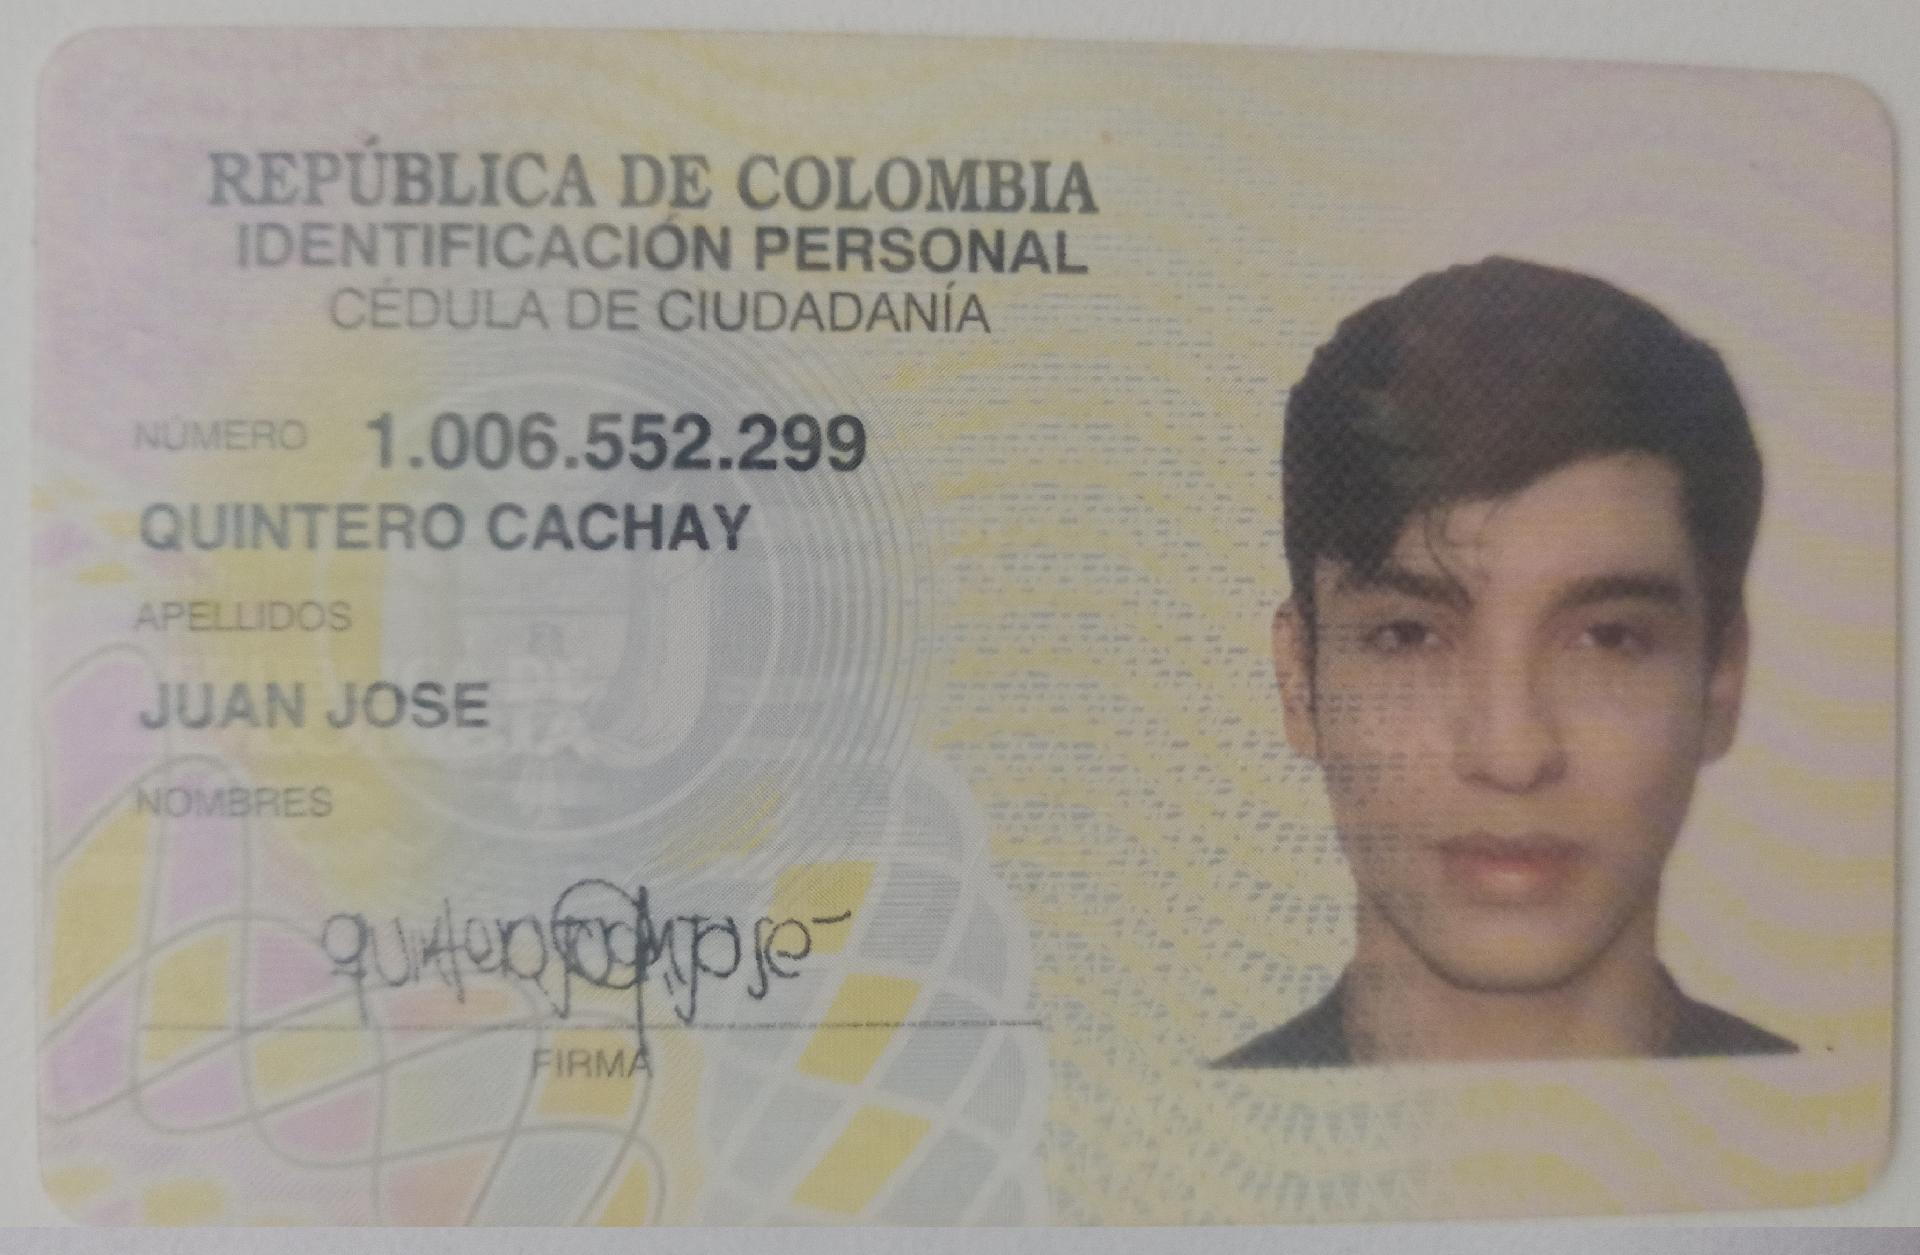 REPÚBLICA DE COLOMBIA
IDENTIFICACIÓN PERSONAL
CÉDULA DE CIUDADANÍA
NÚMERO 1.006.552.299
QUINTERO CACHAY
APELLIDOS
JUAN JOSE
NOMBRES
quintero Juan Jose
FIRMA